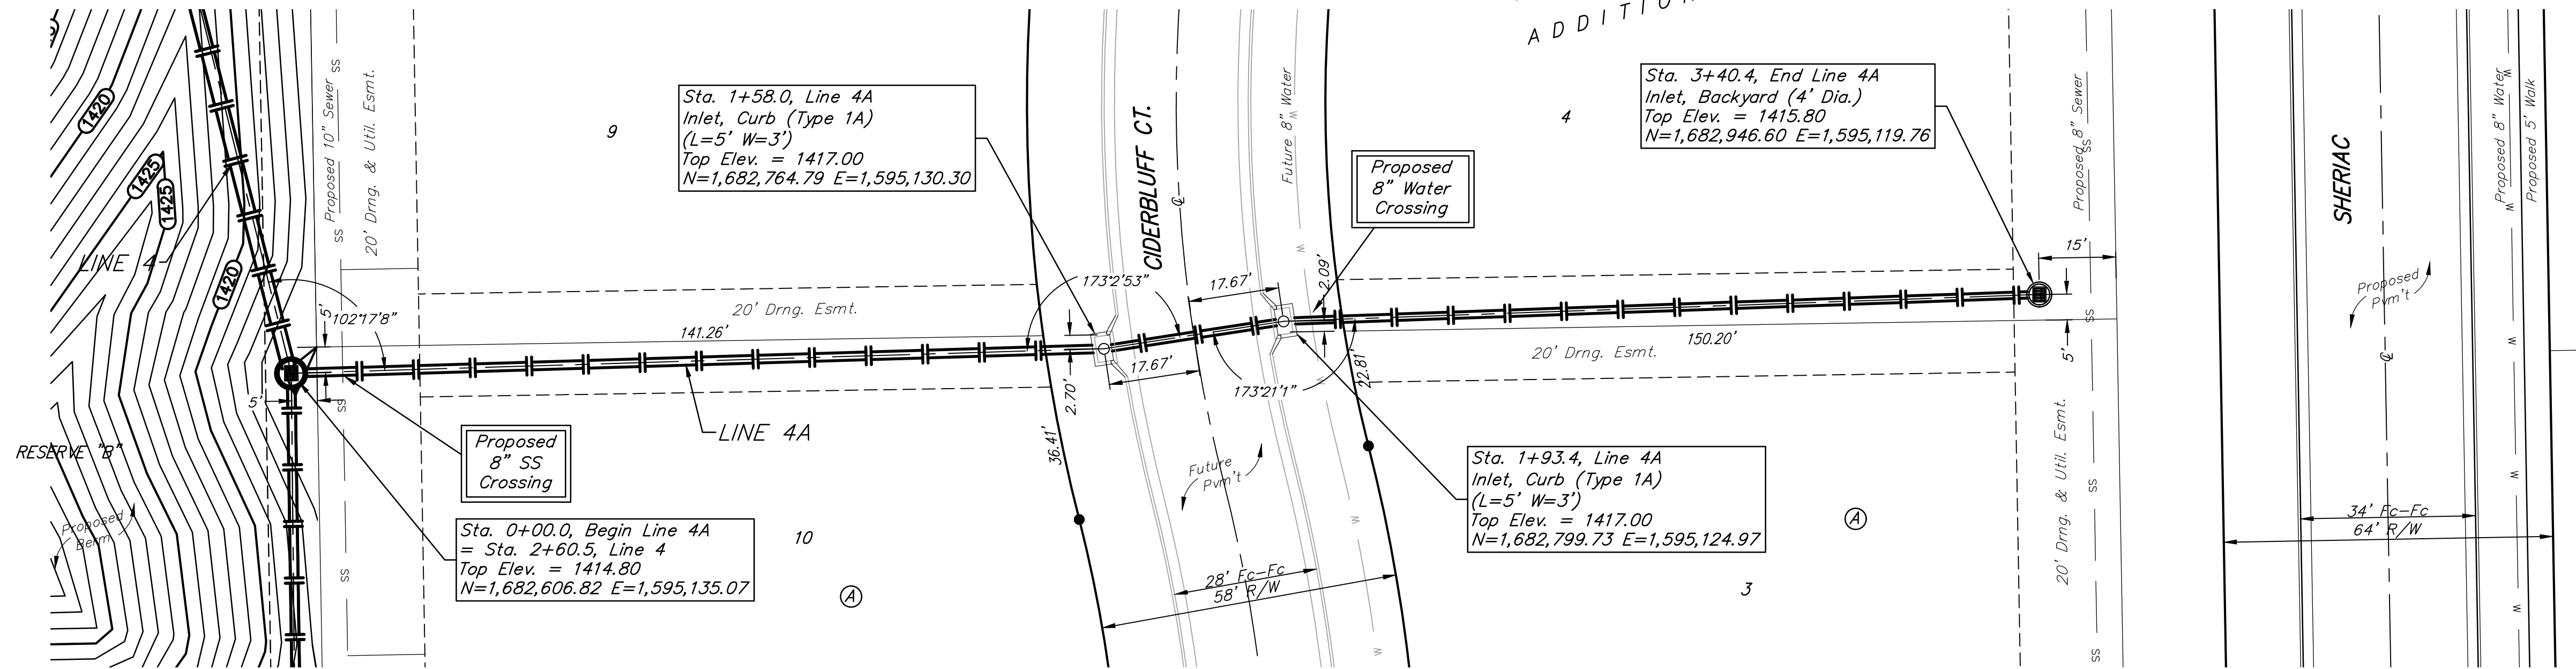 ADDITION
1420
1425
1425
1420
LINE 4
RESERVE "B"
Proposed
Berm
SS
Proposed 10" Sewer
SS
20' Drng. & Util. Esmt.
SS
SS
5'
102°17'8"
5'
9
Sta. 1+58.0, Line 4A
Inlet, Curb (Type 1A)
(L=5' W=3')
Top Elev. = 1417.00
N=1,682,764.79 E=1,595,130.30
20' Drng. Esmt.
141.26'
LINE 4A
Proposed
8" SS
Crossing
Sta. 0+00.0, Begin Line 4A
= Sta. 2+60.5, Line 4
Top Elev. = 1414.80
N=1,682,606.82 E=1,595,135.07
10
A
CIDERBLUFF CT.
℄
Future 8" Water
W
W
173°2'53"
17.67'
2.09'
17.67'
2.70'
36.41'
173°21'1"
22.81'
Future
Pvm't
28' Fc-Fc
58' R/W
W
W
Proposed
8" Water
Crossing
4
Sta. 3+40.4, End Line 4A
Inlet, Backyard (4' Dia.)
Top Elev. = 1415.80
N=1,682,946.60 E=1,595,119.76
150.20'
20' Drng. Esmt.
Sta. 1+93.4, Line 4A
Inlet, Curb (Type 1A)
(L=5' W=3')
Top Elev. = 1417.00
N=1,682,799.73 E=1,595,124.97
A
3
Proposed 8" Sewer
SS
15'
SS
5'
20' Drng. & Util. Esmt.
SS
SS
SHERIAC
Proposed
Pvm't
℄
34' Fc-Fc
64' R/W
Proposed 8" Water
W
W
W
W
W
Proposed 5' Walk